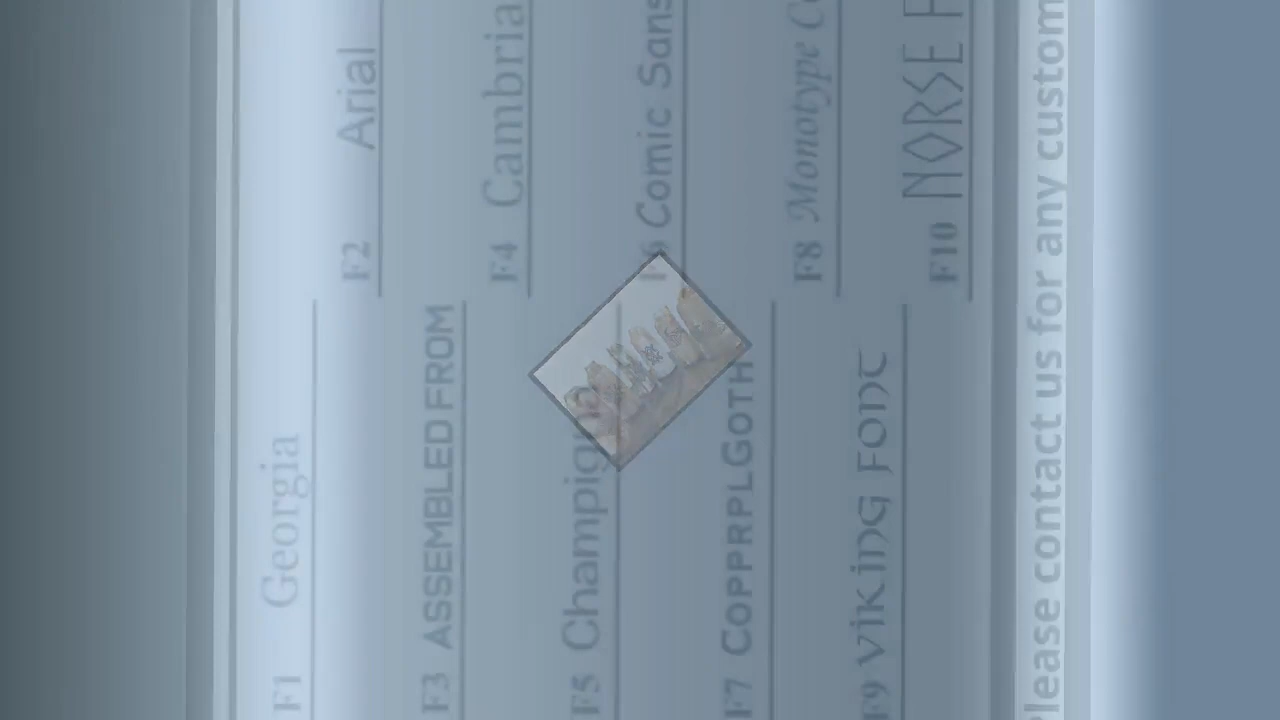 F1 Georgia
F2 Arial
F3 ASSEMBLED FROM
F4 Cambria
F5 Champign
F6 Comic Sans
F7 COPPRPLGOTH
F8 Monotype Co
F9 VIKING FONT
F10 NORSE F
Please contact us for any custom